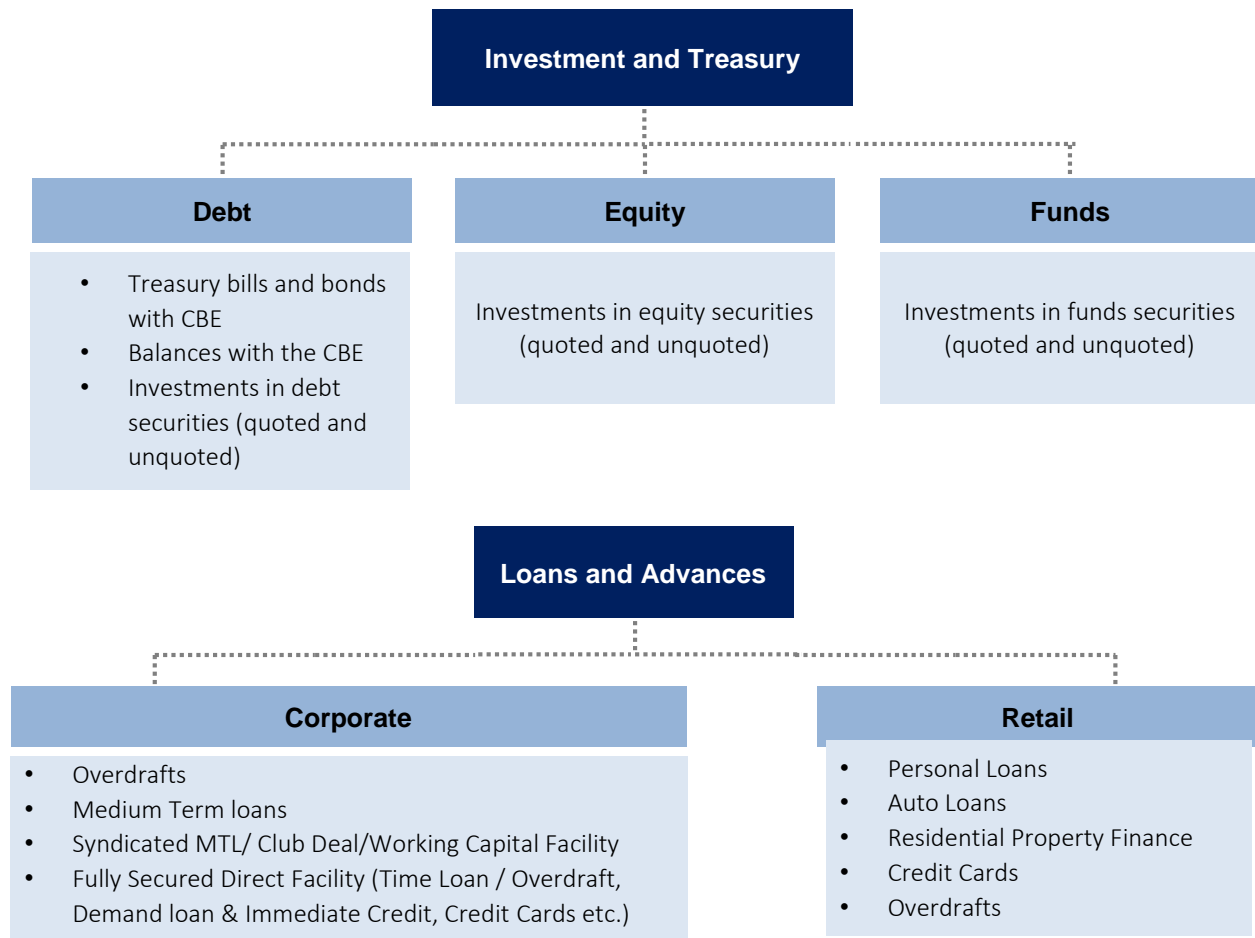 Investment and Treasury
Debt
• Treasury bills and bonds
with CBE
• Balances with the CBE
• Investments in debt
securities (quoted and
unquoted)
Equity
Investments in equity securities
(quoted and unquoted)
Funds
Investments in funds securities
(quoted and unquoted)
Loans and Advances
Corporate
• Overdrafts
• Medium Term loans
• Syndicated MTL/ Club Deal/Working Capital Facility
• Fully Secured Direct Facility (Time Loan / Overdraft,
Demand loan & Immediate Credit, Credit Cards etc.)
Retail
• Personal Loans
• Auto Loans
• Residential Property Finance
• Credit Cards
• Overdrafts